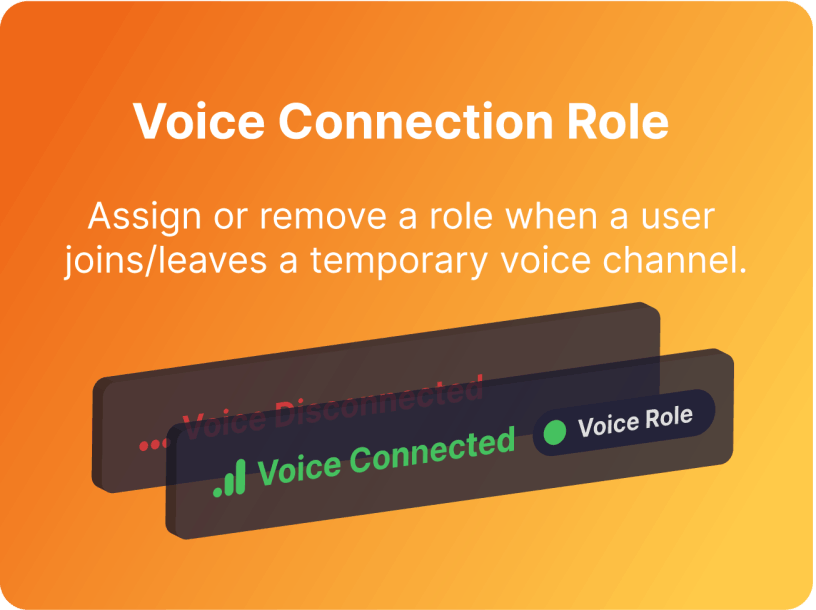 Voice Connection Role
Assign or remove a role when a user
joins/leaves a temporary voice channel.
Voice Disconnected
Voice Connected
Voice Role